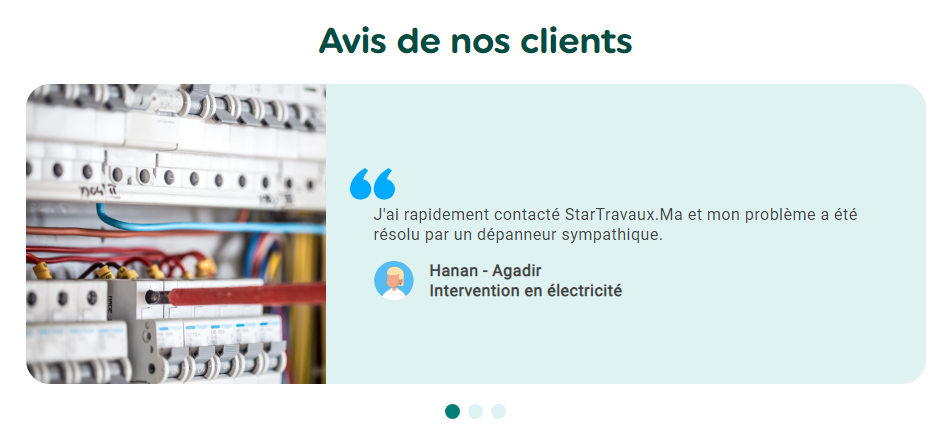 Avis de nos clients
J'ai rapidement contacté StarTravaux.Ma et mon problème a été
résolu par un dépanneur sympathique.
Hanan - Agadir
Intervention en électricité